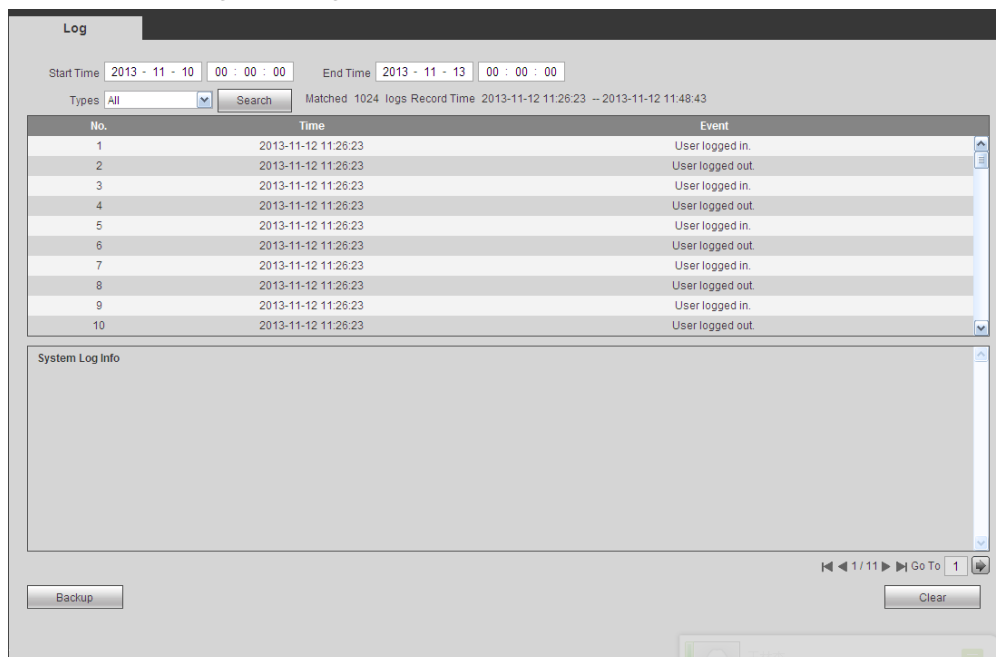 Log
Start Time 2013 - 11 - 10 00 : 00 : 00 End Time 2013 - 11 - 13 00 : 00 : 00
Types All Search Matched 1024 logs Record Time 2013-11-12 11:26:23 -- 2013-11-12 11:48:43
No. Time Event
1 2013-11-12 11:26:23 User logged in.
2 2013-11-12 11:26:23 User logged out.
3 2013-11-12 11:26:23 User logged in.
4 2013-11-12 11:26:23 User logged out.
5 2013-11-12 11:26:23 User logged in.
6 2013-11-12 11:26:23 User logged out.
7 2013-11-12 11:26:23 User logged in.
8 2013-11-12 11:26:23 User logged out.
9 2013-11-12 11:26:23 User logged in.
10 2013-11-12 11:26:23 User logged out.
System Log Info
1 / 11 Go To 1
Backup Clear